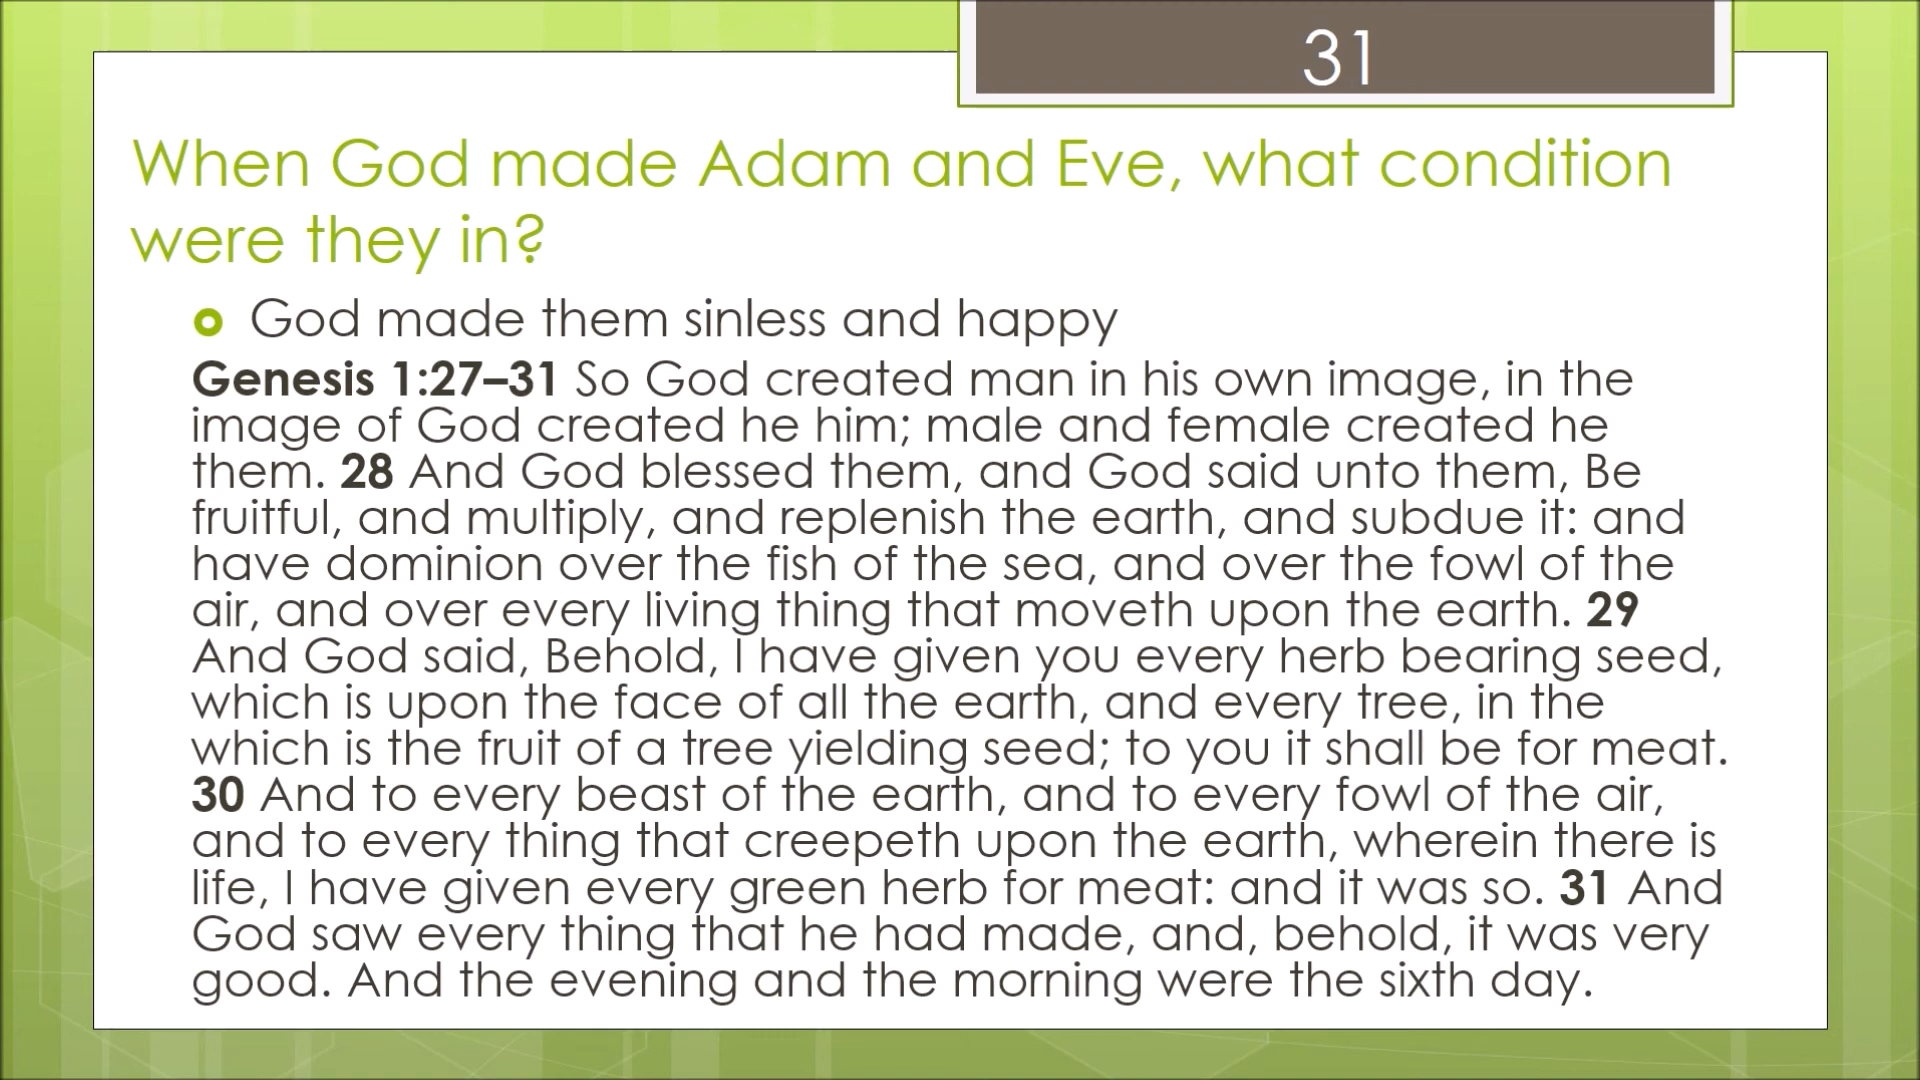 31
When God made Adam and Eve, what condition
were they in?
God made them sinless and happy
Genesis 1:27–31 So God created man in his own image, in the
image of God created he him; male and female created he
them. 28 And God blessed them, and God said unto them, Be
fruitful, and multiply, and replenish the earth, and subdue it: and
have dominion over the fish of the sea, and over the fowl of the
air, and over every living thing that moveth upon the earth. 29
And God said, Behold, I have given you every herb bearing seed,
which is upon the face of all the earth, and every tree, in the
which is the fruit of a tree yielding seed; to you it shall be for meat.
30 And to every beast of the earth, and to every fowl of the air,
and to every thing that creepeth upon the earth, wherein there is
life, I have given every green herb for meat: and it was so. 31 And
God saw every thing that he had made, and, behold, it was very
good. And the evening and the morning were the sixth day.